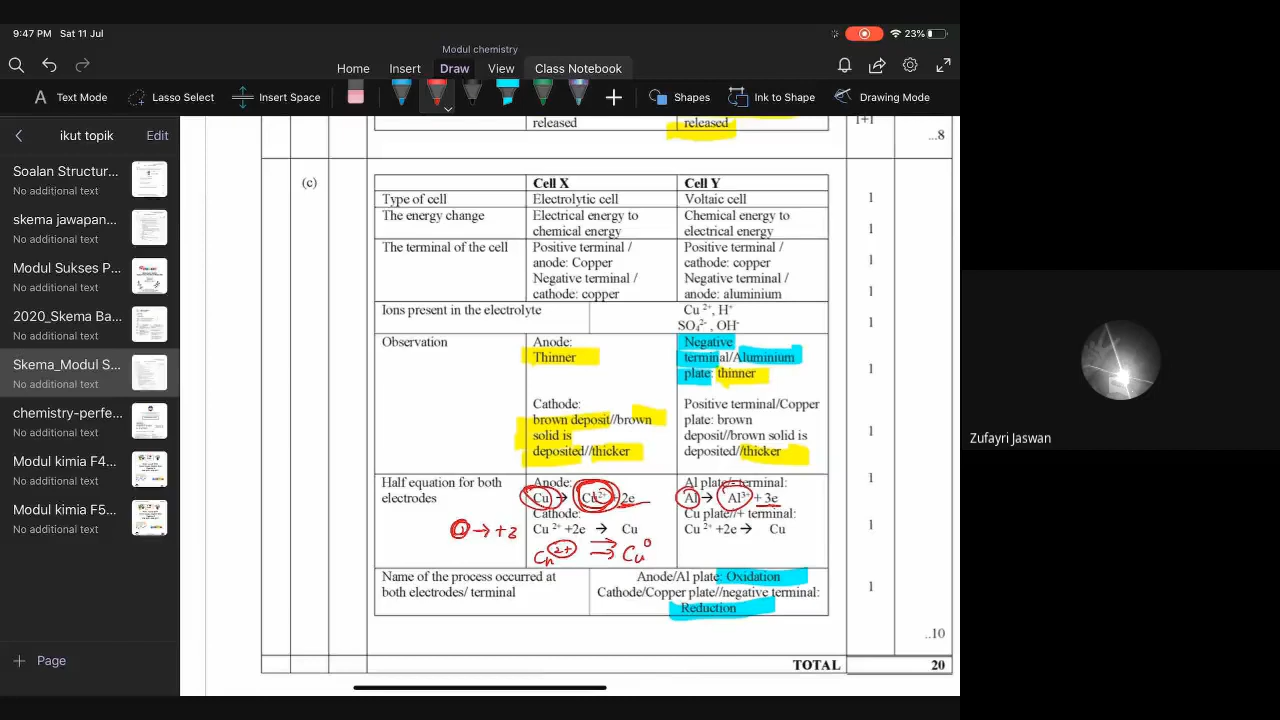 9:47 PM Sat 11 Jul
23%
Modul chemistry
Home Insert Draw View Class Notebook
Text Mode Lasso Select Insert Space Shapes Ink to Shape Drawing Mode
ikut topik Edit
Soalan Structur...
No additional text
skema jawapan...
No additional text
Modul Sukses P...
No additional text
2020_Skema Ba...
No additional text
Skema_Modul S...
No additional text
chemistry-perfe...
No additional text
Modul kimia F4...
No additional text
Modul kimia F5...
No additional text
Page
released released 1+1
...8
(c)
Cell X Cell Y
Type of cell Electrolytic cell Voltaic cell 1
The energy change Electrical energy to chemical energy Chemical energy to electrical energy 1
The terminal of the cell Positive terminal / anode: Copper Positive terminal / cathode: copper 1
Negative terminal / cathode: copper Negative terminal / anode: aluminium 1
Ions present in the electrolyte Cu 2+, H+
SO4 2-, OH- 1
Observation Anode: Thinner Negative terminal/Aluminium plate: thinner 1
Cathode: brown deposit//brown solid is deposited//thicker Positive terminal/Copper plate: brown deposit//brown solid is deposited//thicker 1
Half equation for both electrodes Anode: Cu → Cu2+ +2e Al plate/- terminal: Al → Al3+ + 3e 1
Cathode: Cu 2+ +2e → Cu Cu plate//+ terminal: Cu 2+ +2e → Cu 1
→ +3
Cu2+ → Cu0
Name of the process occurred at both electrodes/ terminal Anode/Al plate: Oxidation
Cathode/Copper plate//negative terminal: Reduction 1
..10
TOTAL 20
Zufayri Jaswan